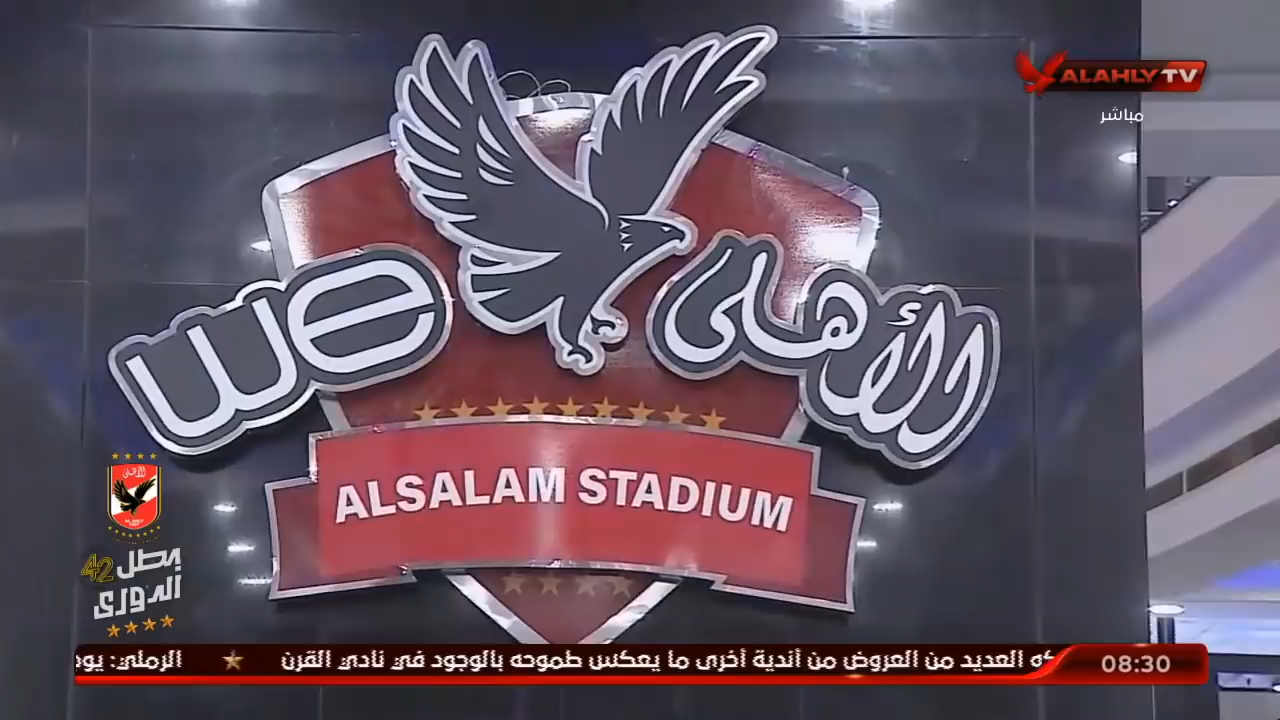 ALAHLY TV
مباشر
we
الأهلى
ALSALAM STADIUM
بطل 42
الدورى
العديد من العروض من أندية أخرى ما يعكس طموحه بالوجود في نادي القرن
الرملي:
08:30